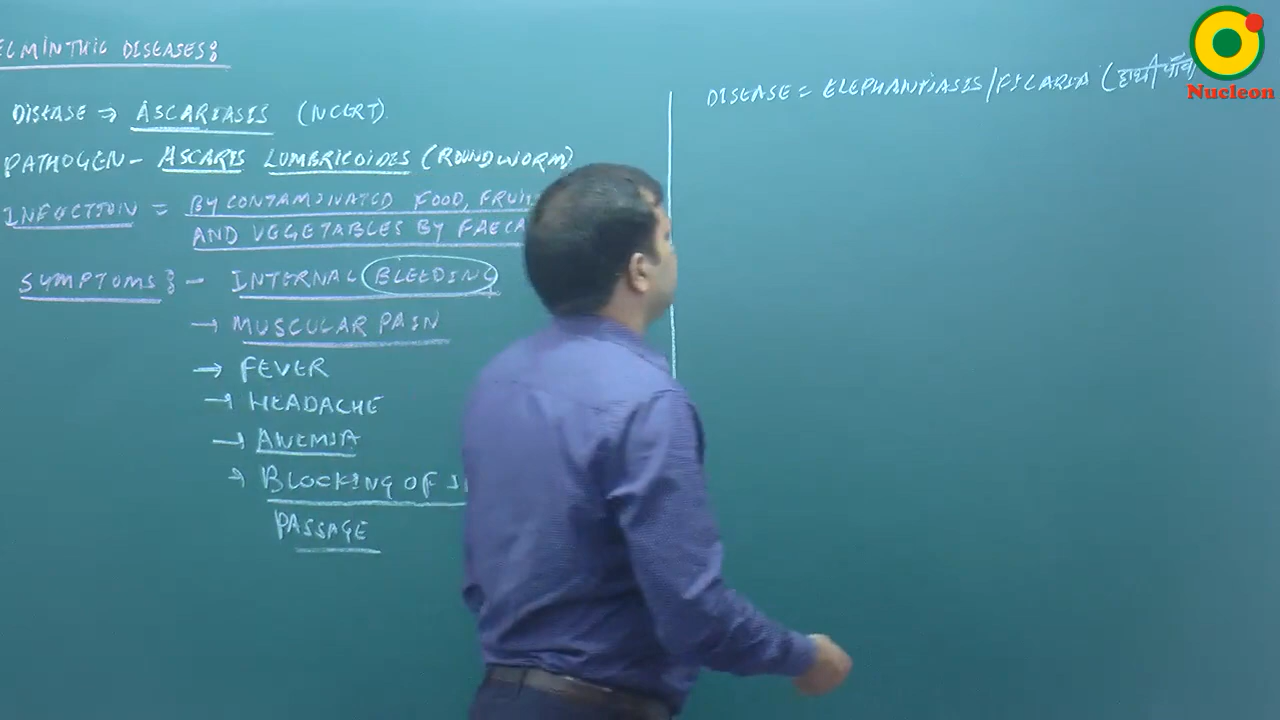 ELMINTHIC DISEASES:
DISEASE ⇒ ASCARIASIS (NCERT)
PATHOGEN - ASCARIS LUMBRICOIDES (ROUNDWORM)
INFECTION = BY CONTAMINATED FOOD, FRUI
AND VEGETABLES BY FAECA
SYMPTOMS: - INTERNAL BLEEDING
→ MUSCULAR PAIN
→ FEVER
→ HEADACHE
→ ANEMIA
→ BLOCKING OF
PASSAGE
DISEASE = ELEPHANTIASIS/FILARIA (हाथी पाँव
Nucleon